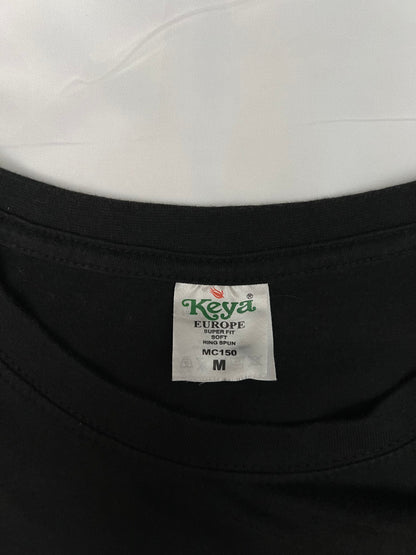 Keya®
EUROPE
SUPER FIT
SOFT
RING SPUN
MC150
M